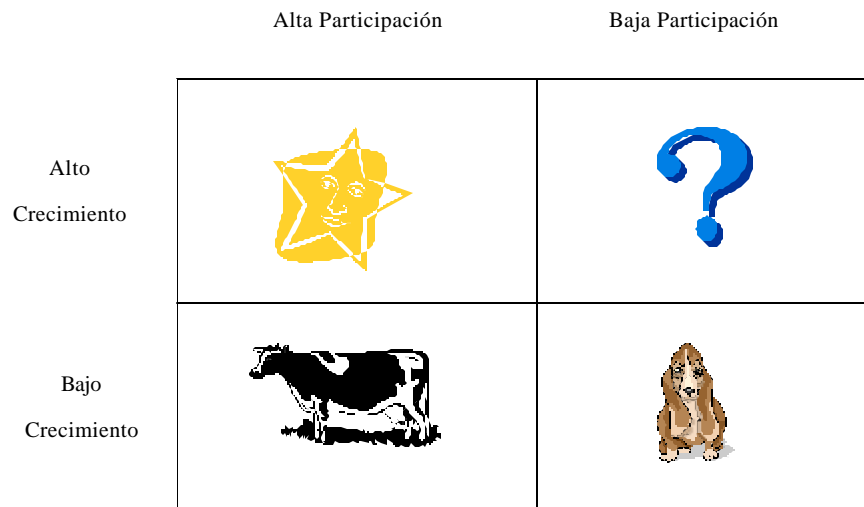 Alta Participación
Baja Participación
Alto
Crecimiento
Bajo
Crecimiento